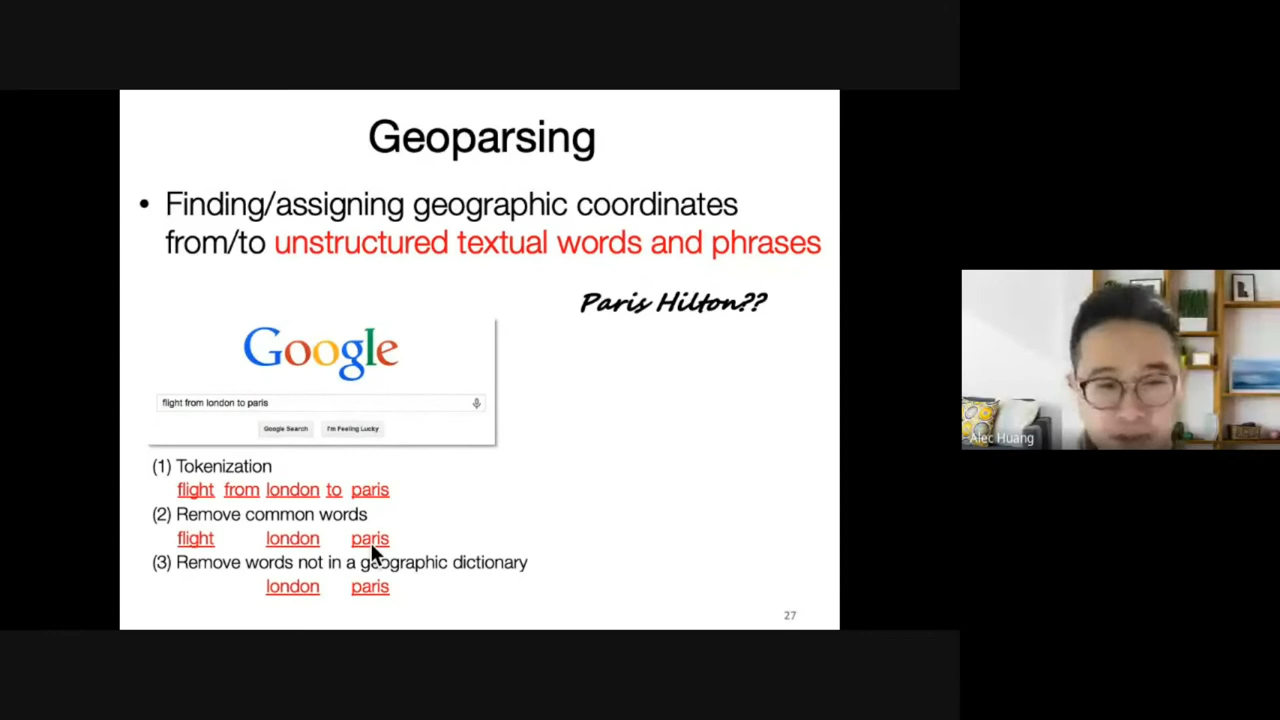 Geoparsing
• Finding/assigning geographic coordinates
from/to unstructured textual words and phrases
Paris Hilton??
Google
flight from london to paris
Google Search I'm Feeling Lucky
(1) Tokenization
flight from london to paris
(2) Remove common words
flight london paris
(3) Remove words not in a geographic dictionary
london paris
27
Alec Huang